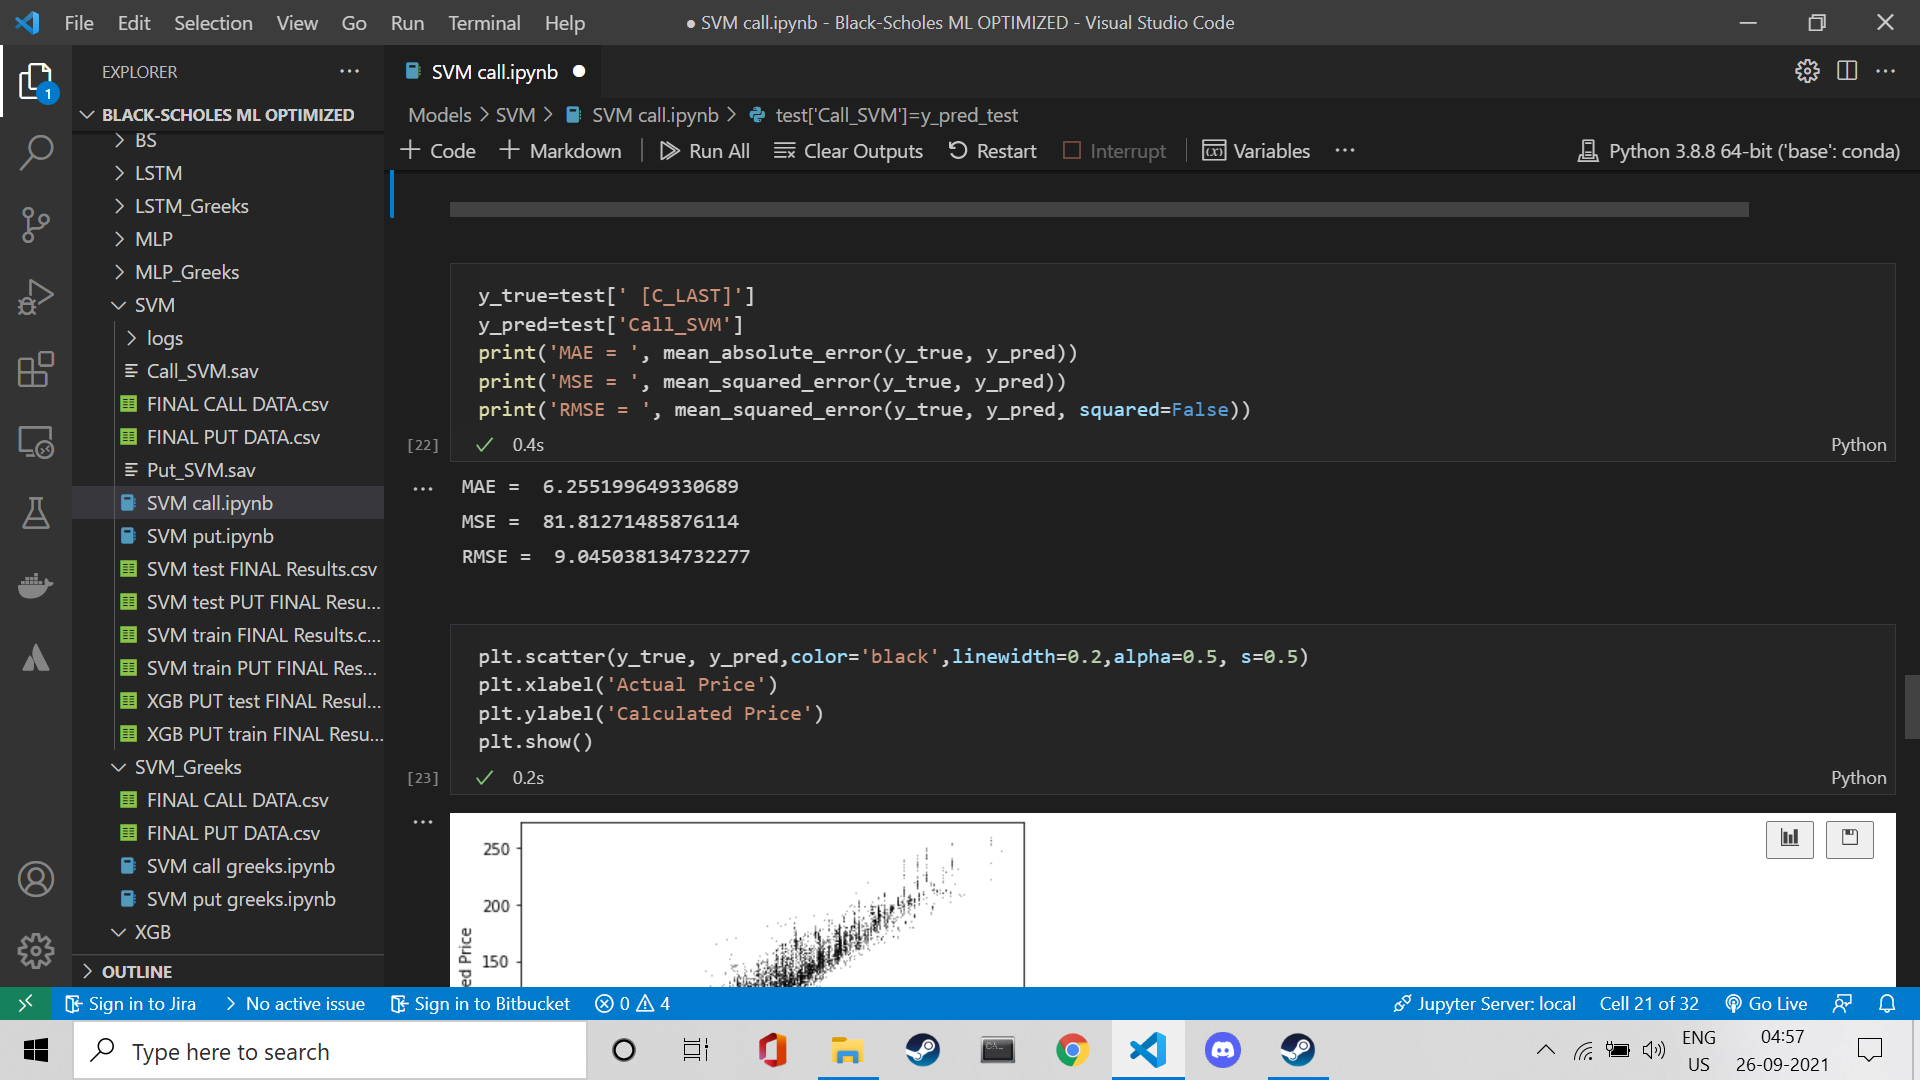 File Edit Selection View Go Run Terminal Help
● SVM call.ipynb - Black-Scholes ML OPTIMIZED - Visual Studio Code
EXPLORER
1
BLACK-SCHOLES ML OPTIMIZED
BS
LSTM
LSTM_Greeks
MLP
MLP_Greeks
SVM
logs
Call_SVM.sav
FINAL CALL DATA.csv
FINAL PUT DATA.csv
Put_SVM.sav
SVM call.ipynb
SVM put.ipynb
SVM test FINAL Results.csv
SVM test PUT FINAL Resu...
SVM train FINAL Results.c...
SVM train PUT FINAL Res...
XGB PUT test FINAL Resul...
XGB PUT train FINAL Resu...
SVM_Greeks
FINAL CALL DATA.csv
FINAL PUT DATA.csv
SVM call greeks.ipynb
SVM put greeks.ipynb
XGB
OUTLINE
SVM call.ipynb
Models > SVM > SVM call.ipynb > test['Call_SVM']=y_pred_test
+ Code + Markdown Run All Clear Outputs Restart Interrupt Variables ...
Python 3.8.8 64-bit ('base': conda)
y_true=test[' [C_LAST]']
y_pred=test['Call_SVM']
print('MAE = ', mean_absolute_error(y_true, y_pred))
print('MSE = ', mean_squared_error(y_true, y_pred))
print('RMSE = ', mean_squared_error(y_true, y_pred, squared=False))
[22] 0.4s Python
MAE =  6.255199649330689
MSE =  81.81271485876114
RMSE =  9.045038134732277
plt.scatter(y_true, y_pred,color='black',linewidth=0.2,alpha=0.5, s=0.5)
plt.xlabel('Actual Price')
plt.ylabel('Calculated Price')
plt.show()
[23] 0.2s Python
250
200
150
ed Price
Sign in to Jira No active issue Sign in to Bitbucket 0 4
Jupyter Server: local Cell 21 of 32 Go Live
Type here to search
ENG
US
04:57
26-09-2021